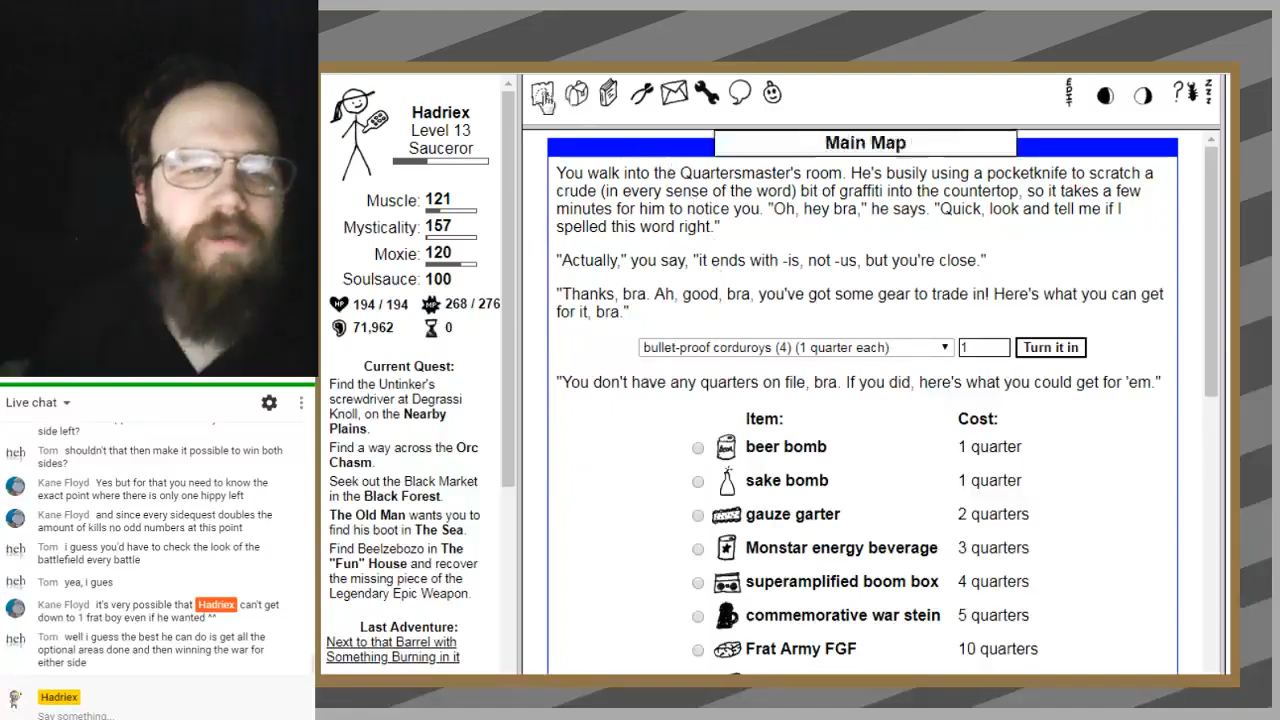 Hadriex
Level 13
Sauceror
Muscle: 121
Mysticality: 157
Moxie: 120
Soulsauce: 100
HP 194 / 194 MP 268 / 276
71,962 0
Current Quest:
Find the Untinker's
screwdriver at Degrassi
Knoll, on the Nearby
Plains.
Find a way across the Orc
Chasm.
Seek out the Black Market
in the Black Forest.
The Old Man wants you to
find his boot in The Sea.
Find Beelzebozo in The
"Fun" House and recover
the missing piece of the
Legendary Epic Weapon.
Last Adventure:
Next to that Barrel with
Something Burning in it
Main Map
You walk into the Quartersmaster's room. He's busily using a pocketknife to scratch a
crude (in every sense of the word) bit of graffiti into the countertop, so it takes a few
minutes for him to notice you. "Oh, hey bra," he says. "Quick, look and tell me if I
spelled this word right."
"Actually," you say, "it ends with -is, not -us, but you're close."
"Thanks, bra. Ah, good, bra, you've got some gear to trade in! Here's what you can get
for it, bra."
bullet-proof corduroys (4) (1 quarter each) 1 Turn it in
"You don't have any quarters on file, bra. If you did, here's what you could get for 'em."
Item: Cost:
beer bomb 1 quarter
sake bomb 1 quarter
gauze garter 2 quarters
Monstar energy beverage 3 quarters
superamplified boom box 4 quarters
commemorative war stein 5 quarters
Frat Army FGF 10 quarters
Live chat
side left?
heh Tom shouldn't that then make it possible to win both
sides?
Kane Floyd Yes but for that you need to know the
exact point where there is only one hippy left
Kane Floyd and since every sidequest doubles the
amount of kills no odd numbers at this point
heh Tom i guess you'd have to check the look of the
battlefield every battle
heh Tom yea, i gues
Kane Floyd it's very possible that Hadriex can't get
down to 1 frat boy even if he wanted ^^
heh Tom well i guess the best he can do is get all the
optional areas done and then winning the war for
either side
Hadriex
Say something...